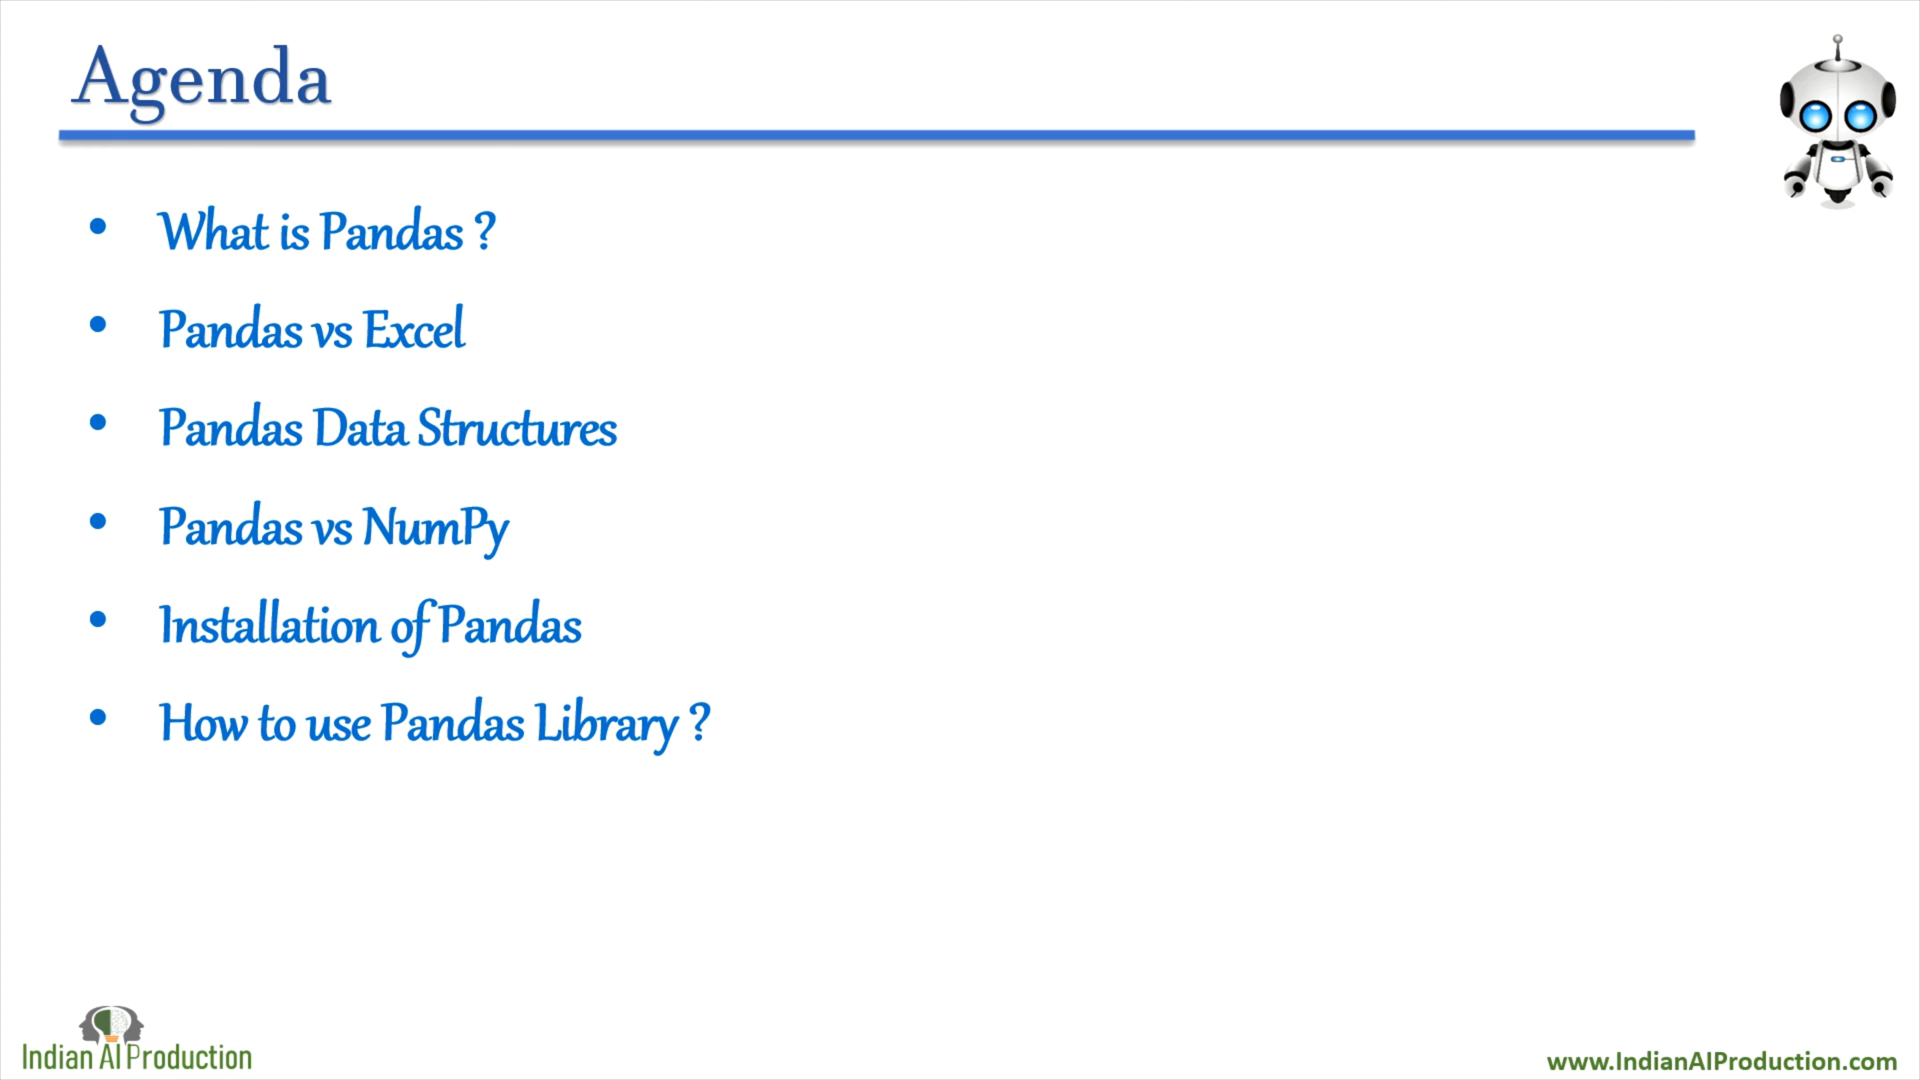 Agenda
• What is Pandas ?
• Pandas vs Excel
• Pandas Data Structures
• Pandas vs NumPy
• Installation of Pandas
• How to use Pandas Library ?
Indian AI Production
www.IndianAIProduction.com